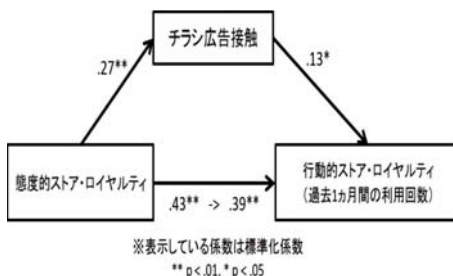 チラシ広告接触
.27**
.13*
態度的ストア・ロイヤルティ
行動的ストア・ロイヤルティ
(過去1ヵ月間の利用回数)
.43** -> .39**
※表示している係数は標準化係数
** p<.01, * p<.05